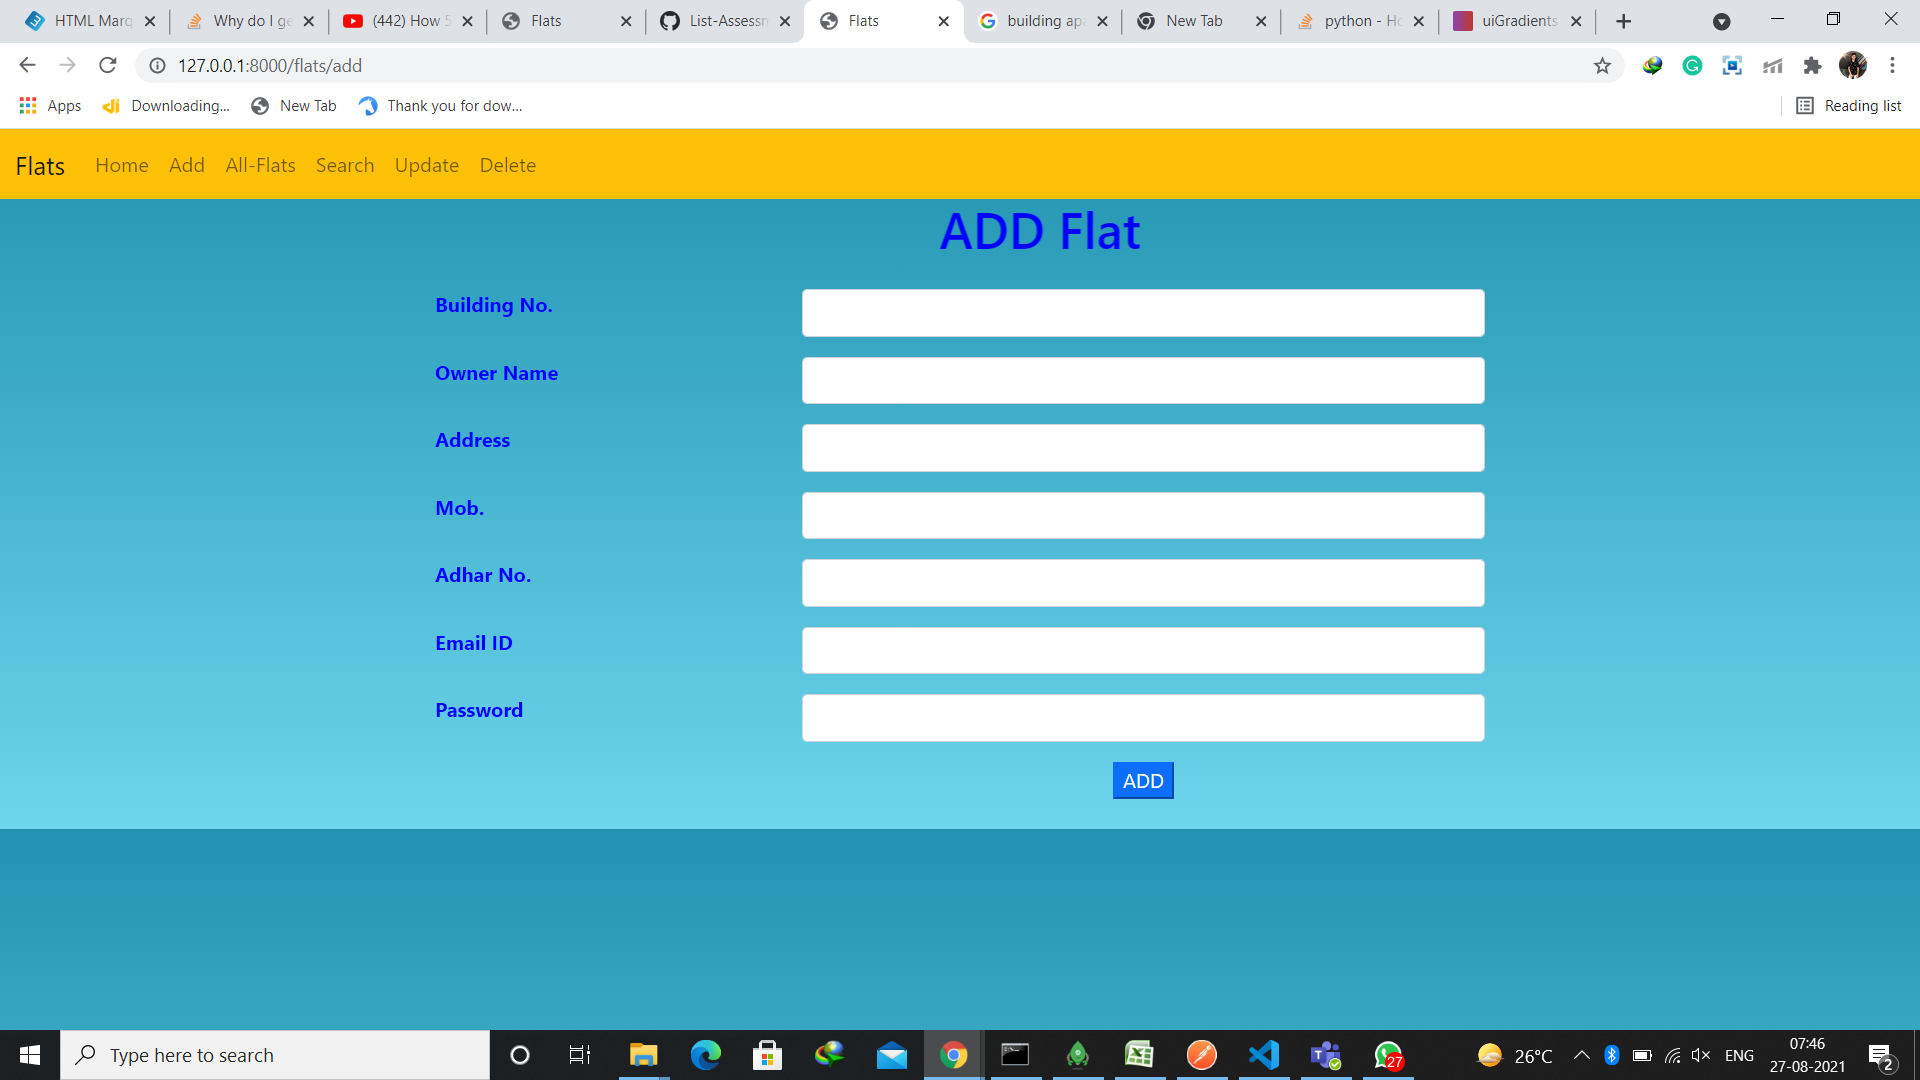 HTML Marq
Why do I ge
(442) How 5
Flats
List-Assessm
Flats
building apa
New Tab
python - Ho
uiGradients
127.0.0.1:8000/flats/add
Apps
Downloading...
New Tab
Thank you for dow...
Reading list
Flats Home Add All-Flats Search Update Delete
ADD Flat
Building No.
Owner Name
Address
Mob.
Adhar No.
Email ID
Password
ADD
Type here to search
27
26°C
ENG
07:46
27-08-2021
2